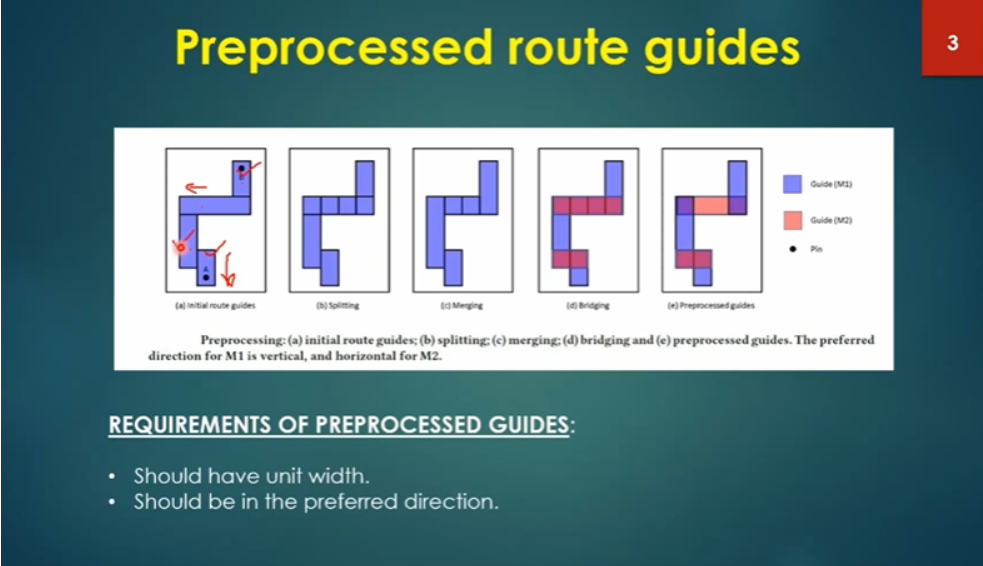 Preprocessed route guides
3
A
Guide (M1)
Guide (M2)
Pin
(a) Initial route guides
(b) Splitting
(c) Merging
(d) Bridging
(e) Preprocessed guides
Preprocessing: (a) initial route guides; (b) splitting; (c) merging; (d) bridging and (e) preprocessed guides. The preferred
direction for M1 is vertical, and horizontal for M2.
REQUIREMENTS OF PREPROCESSED GUIDES:
• Should have unit width.
• Should be in the preferred direction.